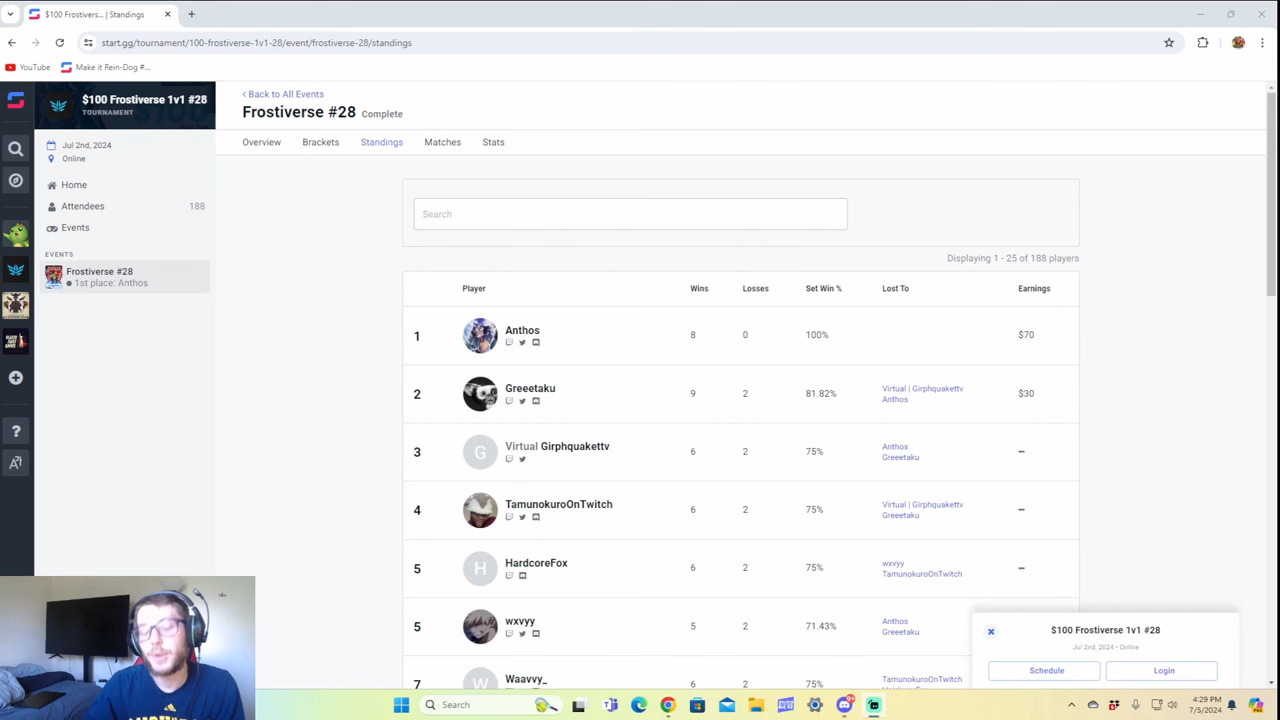 $100 Frostivers... | Standings
start.gg/tournament/100-frostiverse-1v1-28/event/frostiverse-28/standings
YouTube
Make it Rein-Dog #...
$100 Frostiverse 1v1 #28
TOURNAMENT
Jul 2nd, 2024
Online
Home
Attendees 188
Events
EVENTS
Frostiverse #28
1st place: Anthos
‹ Back to All Events
Frostiverse #28 Complete
Overview Brackets Standings Matches Stats
Search
Displaying 1 - 25 of 188 players
Player Wins Losses Set Win % Lost To Earnings
1 Anthos 8 0 100% $70
2 Greeetaku 9 2 81.82% Virtual | Girphquakettv $30
Anthos
3 G Virtual Girphquakettv 6 2 75% Anthos –
Greeetaku
4 TamunokuroOnTwitch 6 2 75% Virtual | Girphquakettv –
Greeetaku
5 H HardcoreFox 6 2 75% wxvyy –
TamunokuroOnTwitch
5 wxvyy 5 2 71.43% Anthos
Greeetaku
7 W Waavvy_ 6 2 75% TamunokuroOnTwitch
$100 Frostiverse 1v1 #28
Jul 2nd, 2024 • Online
Schedule Login
Search
4:29 PM
7/5/2024